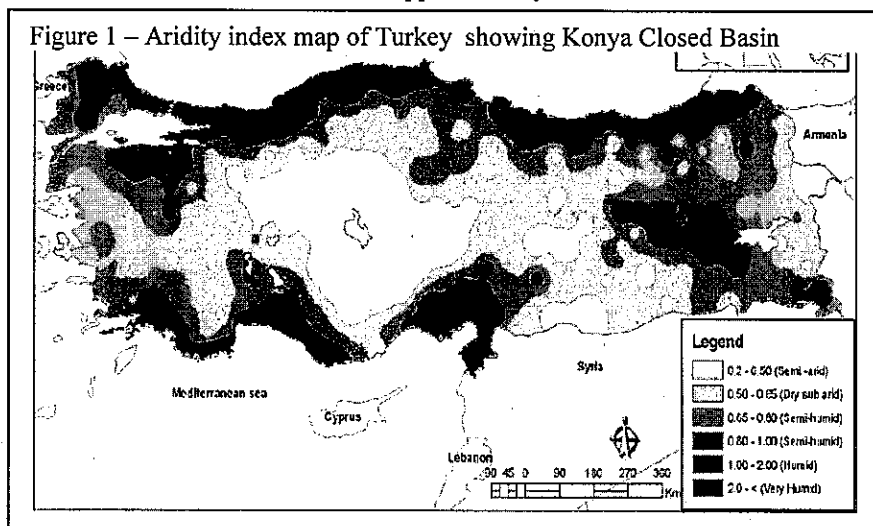 Figure 1 – Aridity index map of Turkey showing Konya Closed Basin
Greece
Armenia
Legend
0.2 - 0.50 (Semi-arid)
0.50 - 0.65 (Dry sub arid)
0.65 - 0.80 (Semi-humid)
0.80 - 1.00 (Semi-humid)
1.00 - 2.00 (Humid)
2.0 - < (Very Humid)
Syria
Mediterranean sea
Cyprus
Lebanon
90 45 0 90 180 270 360
Km